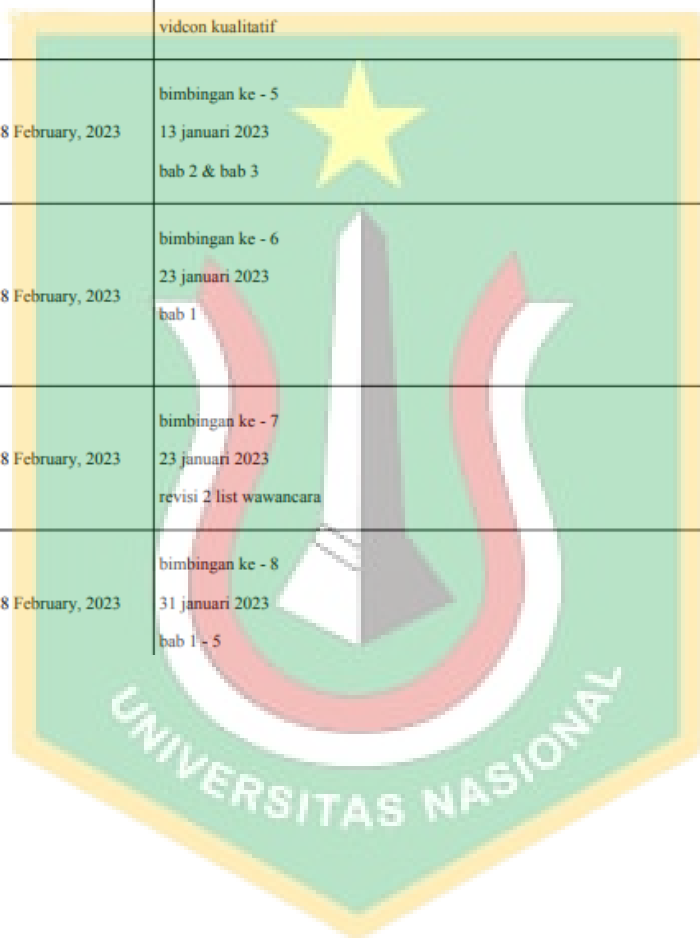 vidcon kualitatif
bimbingan ke - 5
8 February, 2023
13 januari 2023
bab 2 & bab 3
bimbingan ke - 6
23 januari 2023
8 February, 2023
bab 1
bimbingan ke - 7
8 February, 2023
23 januari 2023
revisi 2 list wawancara
bimbingan ke - 8
8 February, 2023
31 januari 2023
bab 1 - 5
UNIVERSITAS NASIONAL